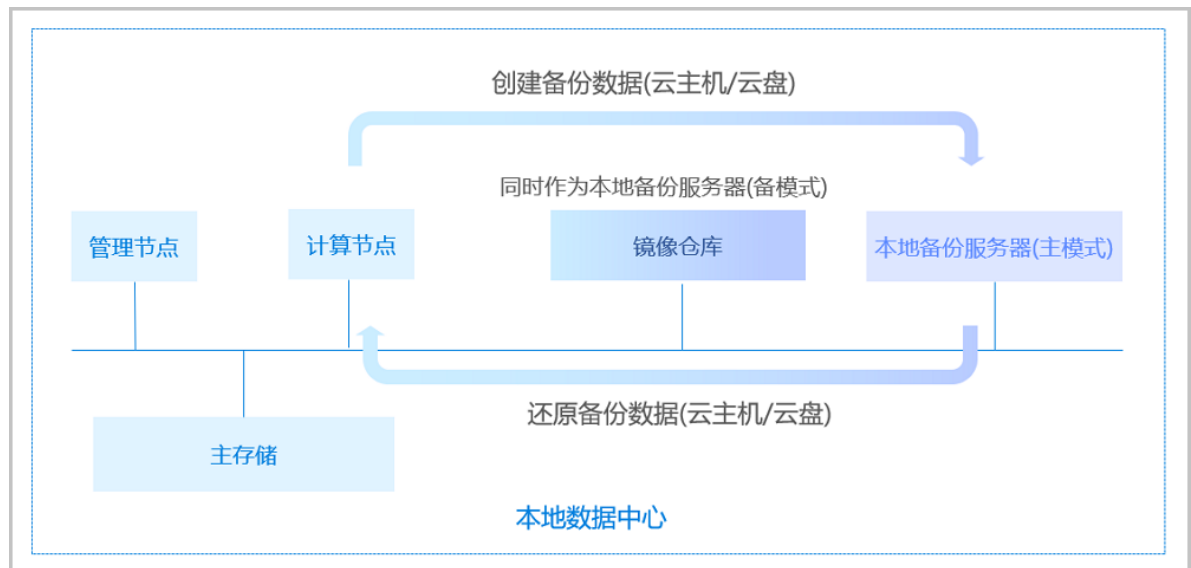 创建备份数据(云主机/云盘)
同时作为本地备份服务器(备模式)
管理节点
计算节点
镜像仓库
本地备份服务器(主模式)
还原备份数据(云主机/云盘)
主存储
本地数据中心